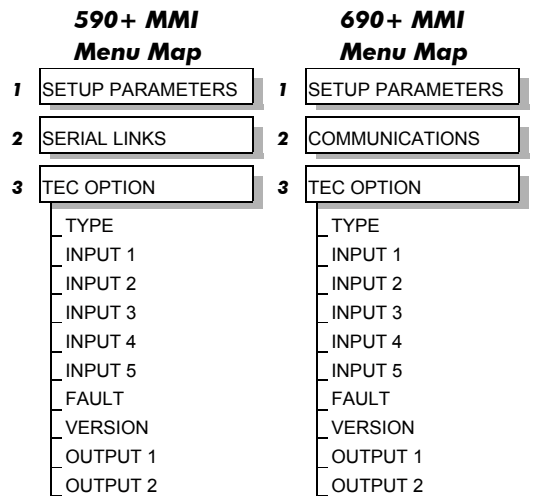 590+ MMI
Menu Map
1 SETUP PARAMETERS
2 SERIAL LINKS
3 TEC OPTION
TYPE
INPUT 1
INPUT 2
INPUT 3
INPUT 4
INPUT 5
FAULT
VERSION
OUTPUT 1
OUTPUT 2
690+ MMI
Menu Map
1 SETUP PARAMETERS
2 COMMUNICATIONS
3 TEC OPTION
TYPE
INPUT 1
INPUT 2
INPUT 3
INPUT 4
INPUT 5
FAULT
VERSION
OUTPUT 1
OUTPUT 2